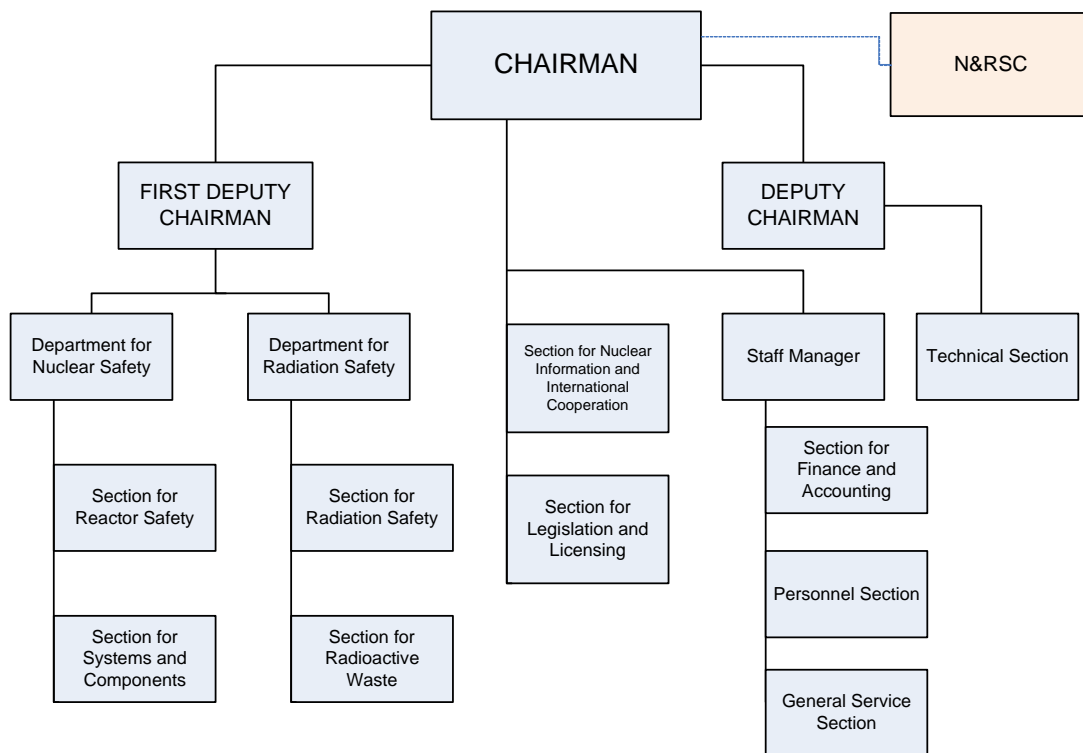 CHAIRMAN
N&RSC
FIRST DEPUTY
CHAIRMAN
DEPUTY
CHAIRMAN
Department for
Nuclear Safety
Department for
Radiation Safety
Section for Nuclear
Information and
International
Cooperation
Staff Manager
Technical Section
Section for
Finance and
Accounting
Section for
Reactor Safety
Section for
Radiation Safety
Section for
Legislation and
Licensing
Personnel Section
Section for
Systems and
Components
Section for
Radioactive
Waste
General Service
Section